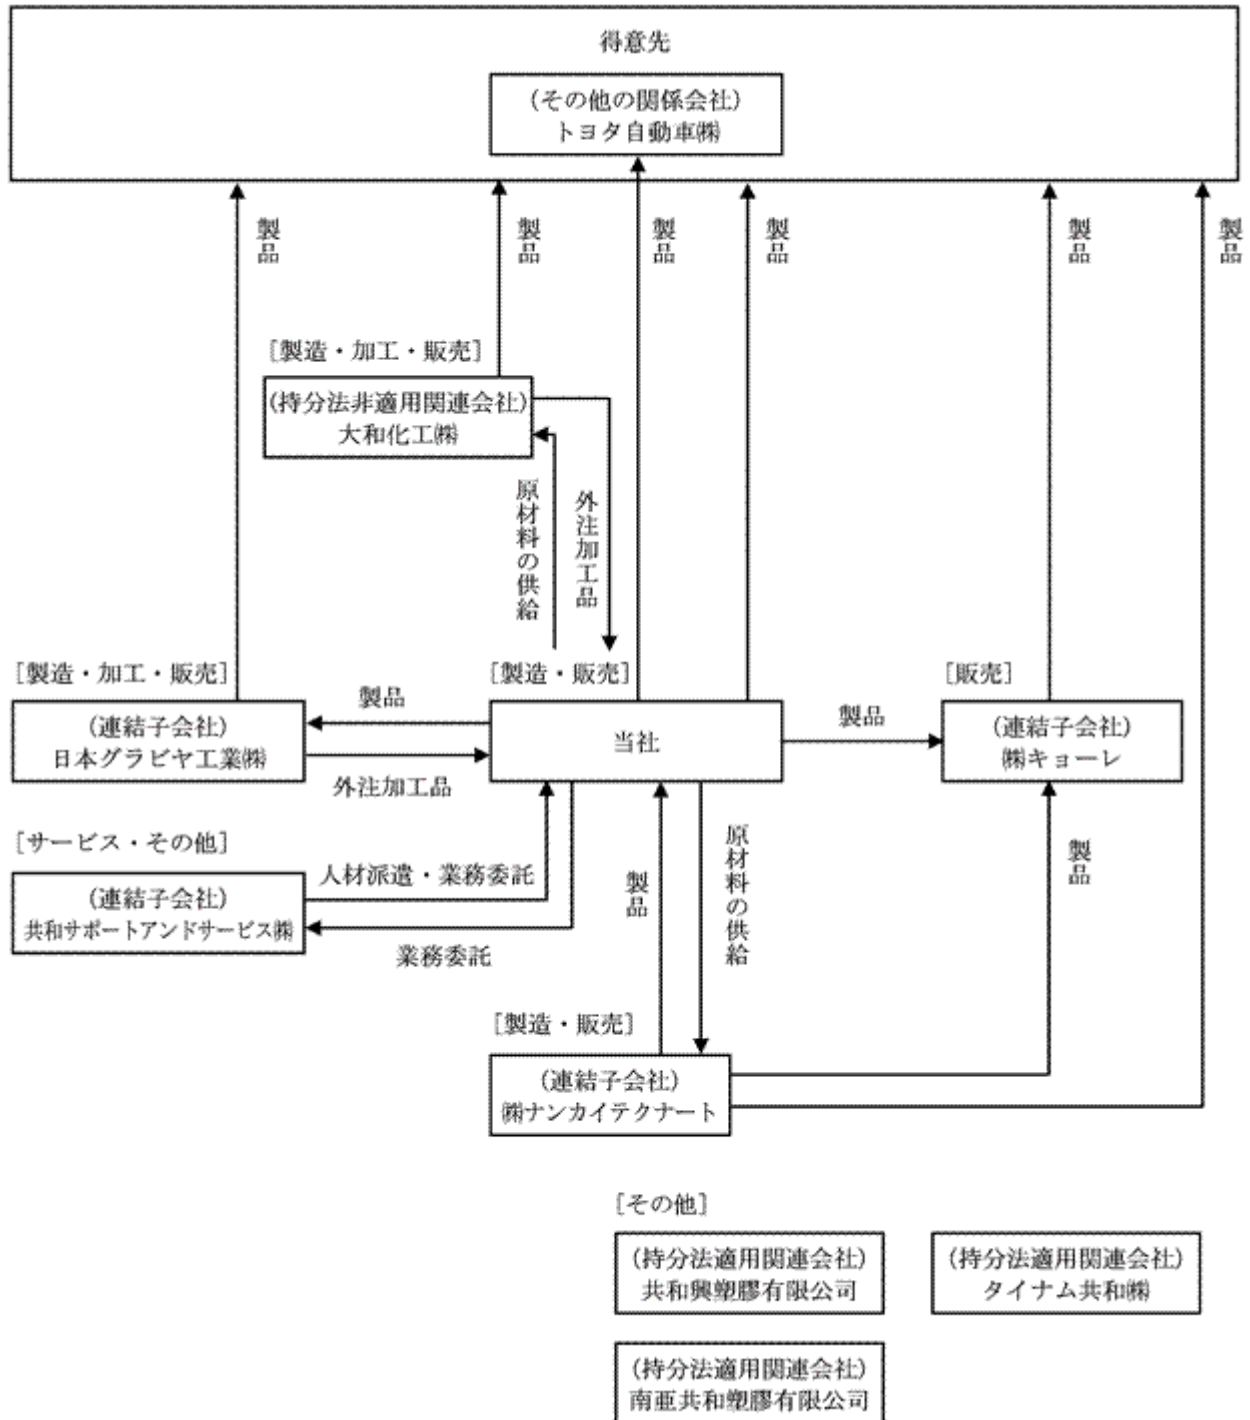 得意先
(その他の関係会社)
トヨタ自動車㈱
製品
製品
製品
製品
製品
製品
[製造・加工・販売]
(持分法非適用関連会社)
大和化工㈱
原材料の供給
外注加工品
[製造・加工・販売]
(連結子会社)
日本グラビヤ工業㈱
製品
外注加工品
[製造・販売]
当社
製品
[販売]
(連結子会社)
㈱キョーレ
[サービス・その他]
(連結子会社)
共和サポートアンドサービス㈱
人材派遣・業務委託
業務委託
製品
原材料の供給
製品
[製造・販売]
(連結子会社)
㈱ナンカイテクナート
[その他]
(持分法適用関連会社)
共和興塑膠有限公司
(持分法適用関連会社)
タイナム共和㈱
(持分法適用関連会社)
南亜共和塑膠有限公司